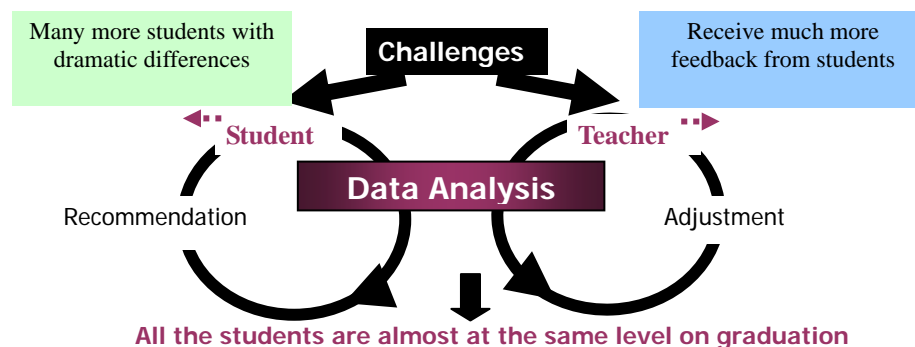 Many more students with
dramatic differences
Challenges
Receive much more
feedback from students
Student
Teacher
Data Analysis
Recommendation
Adjustment
All the students are almost at the same level on graduation